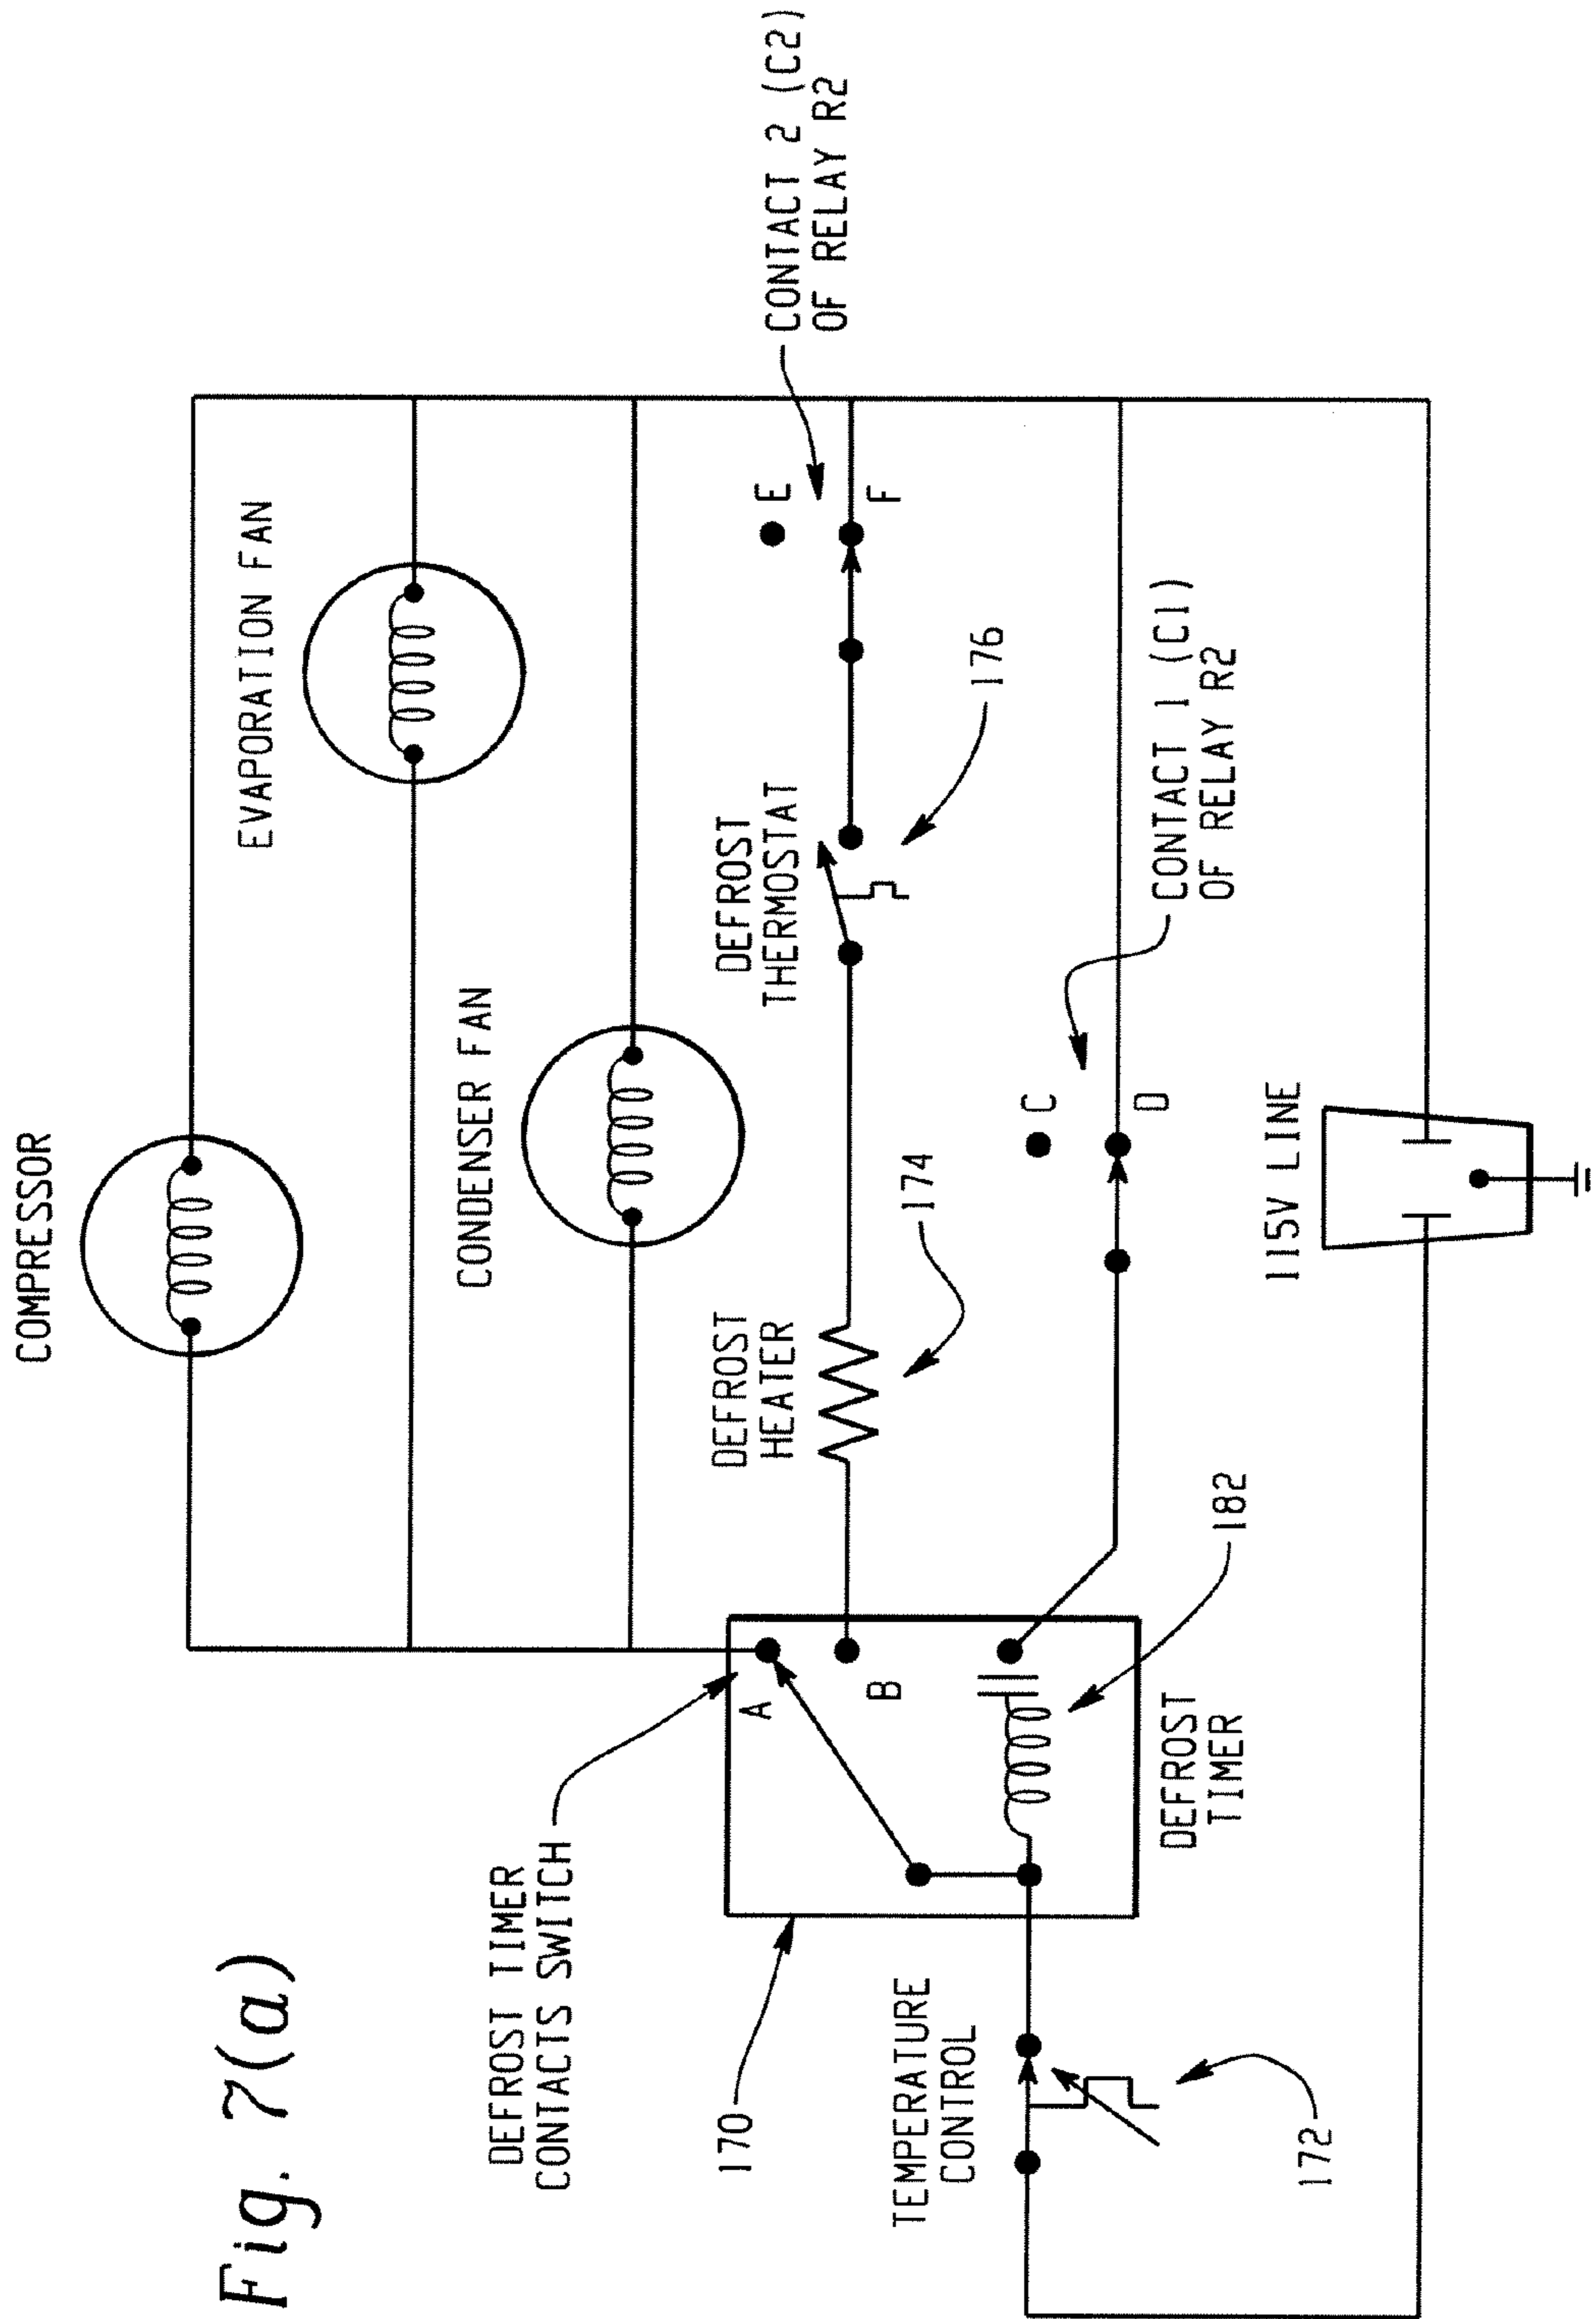 Fig. 7(a)
COMPRESSOR
EVAPORATION FAN
CONDENSER FAN
CONTACT 2 (C2)
OF RELAY R2
DEFROST TIMER
CONTACTS SWITCH
DEFROST
HEATER
DEFROST
THERMOSTAT
E
F
A
B
170
174
176
TEMPERATURE
CONTROL
C
D
CONTACT 1 (C1)
OF RELAY R2
DEFROST
TIMER
182
172
115V LINE